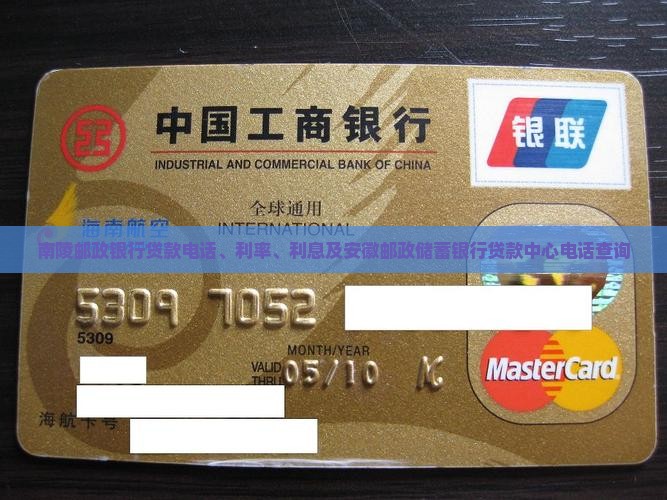 中国工商银行
INDUSTRIAL AND COMMERCIAL BANK OF CHINA
银联
全球通用
海南航空
INTERNATIONAL
南陵邮政银行贷款电话、利率、利息及安徽邮政储蓄银行贷款中心电话查询
5309 7052
5309
MONTH/YEAR
VALID
THRU
05/10
MasterCard
海航卡号